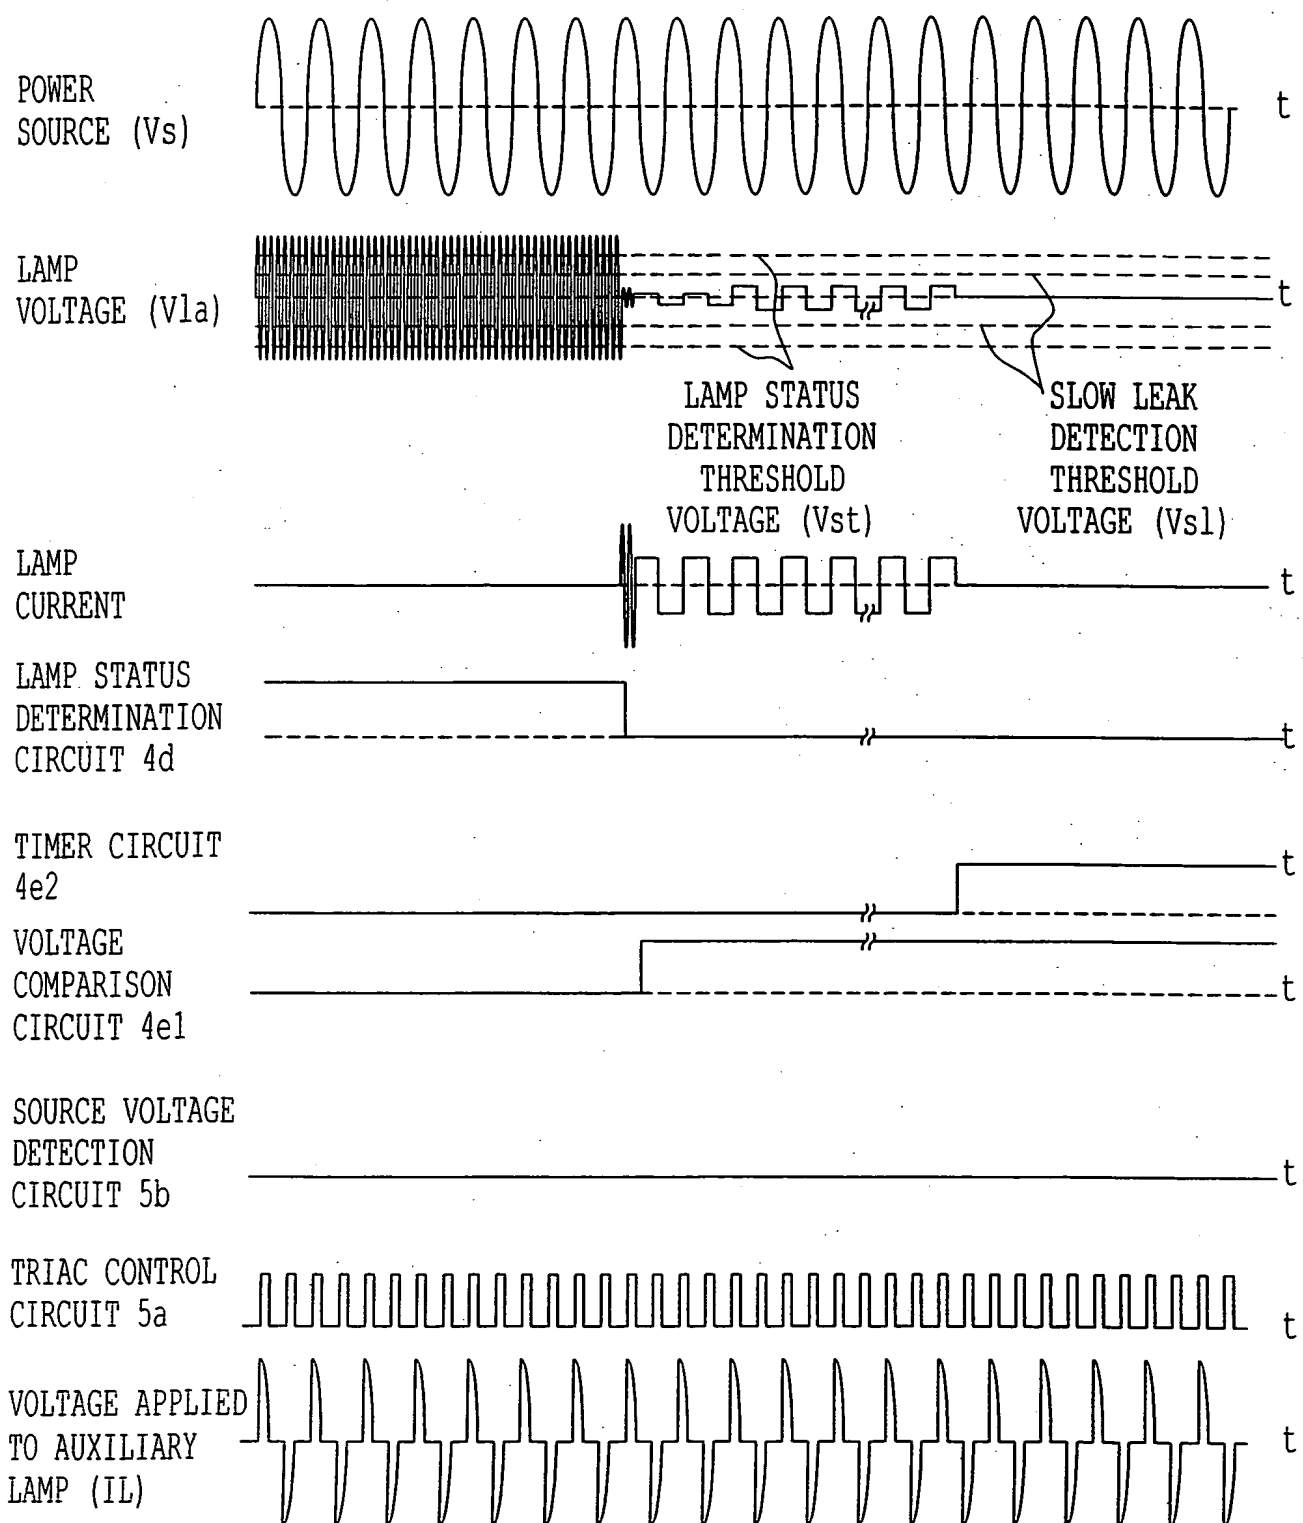 POWER
SOURCE (Vs)
t
LAMP
VOLTAGE (Vla)
t
LAMP STATUS
DETERMINATION
THRESHOLD
VOLTAGE (Vst)
SLOW LEAK
DETECTION
THRESHOLD
VOLTAGE (Vsl)
LAMP
CURRENT
t
LAMP STATUS
DETERMINATION
CIRCUIT 4d
t
TIMER CIRCUIT
4e2
t
VOLTAGE
COMPARISON
CIRCUIT 4e1
t
SOURCE VOLTAGE
DETECTION
CIRCUIT 5b
t
TRIAC CONTROL
CIRCUIT 5a
t
VOLTAGE APPLIED
TO AUXILIARY
LAMP (IL)
t